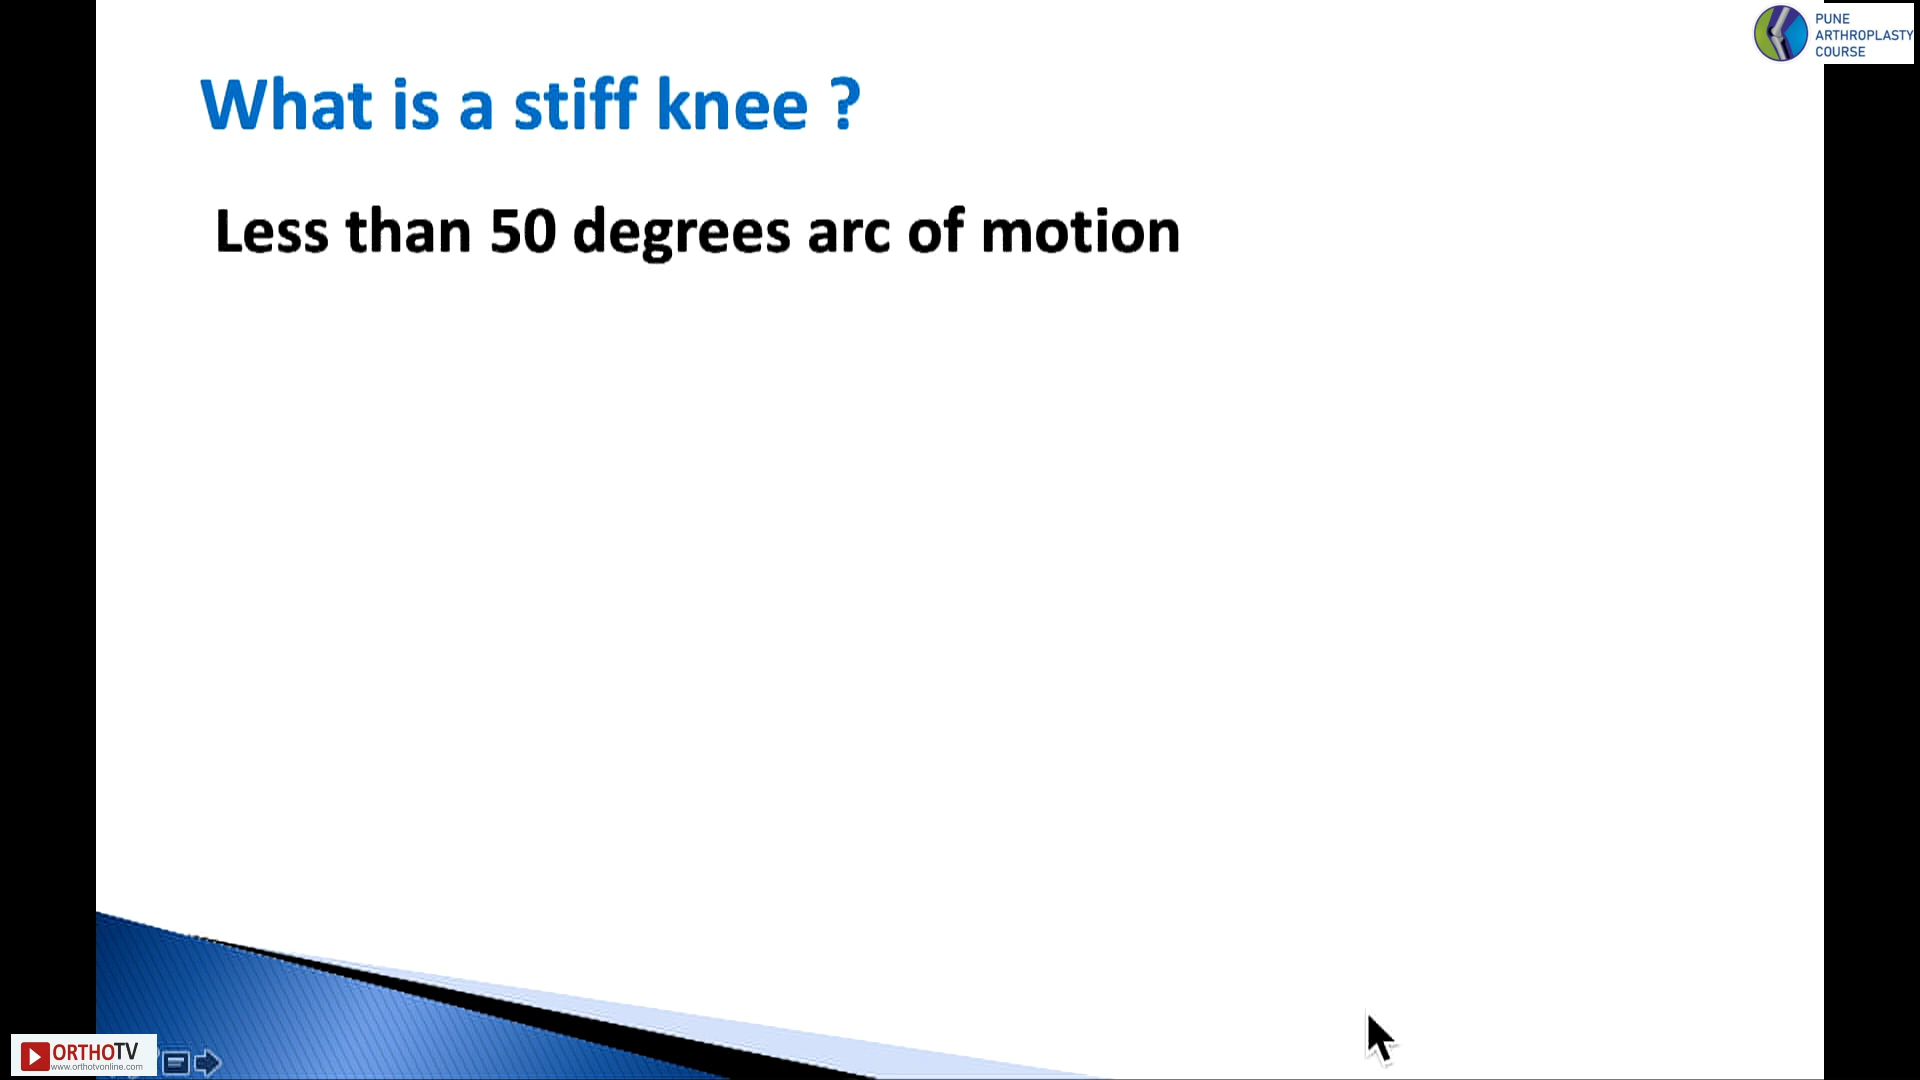 PUNE
ARTHROPLASTY
COURSE
What is a stiff knee ?
Less than 50 degrees arc of motion
ORTHOTV
www.orthotvonline.com